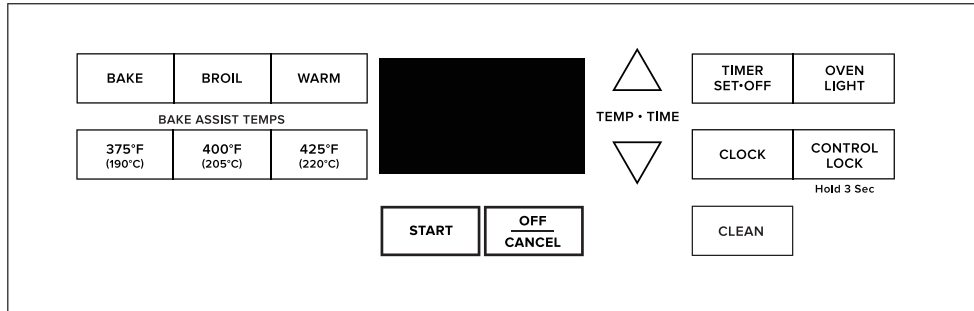 BAKE
BROIL
WARM
BAKE ASSIST TEMPS
375°F
(190°C)
400°F
(205°C)
425°F
(220°C)
START
OFF
CANCEL
TEMP • TIME
TIMER
SET•OFF
OVEN
LIGHT
CLOCK
CONTROL
LOCK
Hold 3 Sec
CLEAN